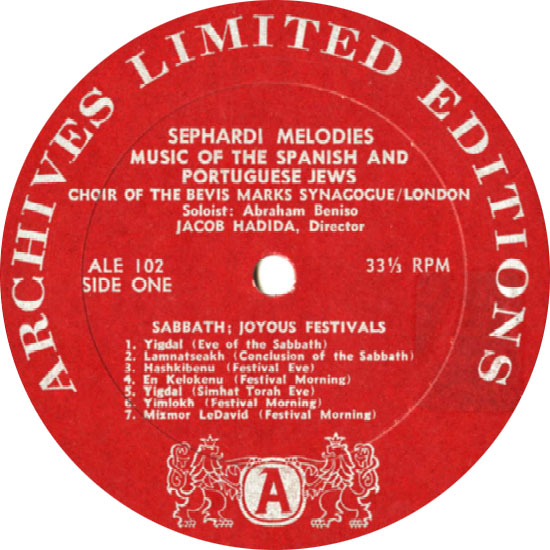 ARCHIVES LIMITED EDITIONS
SEPHARDI MELODIES
MUSIC OF THE SPANISH AND
PORTUGUESE JEWS
CHOIR OF THE BEVIS MARKS SYNAGOGUE/LONDON
Soloist: Abraham Beniso
JACOB HADIDA, Director
ALE 102 33⅓ RPM
SIDE ONE
SABBATH; JOYOUS FESTIVALS
1. Yigdal (Eve of the Sabbath)
2. Lamnatseakh (Conclusion of the Sabbath)
3. Hashkibenu (Festival Eve)
4. En Kelokenu (Festival Morning)
5. Yigdal (Simhat Torah Eve)
6. Yimlokh (Festival Morning)
7. Mizmor LeDavid (Festival Morning)
A